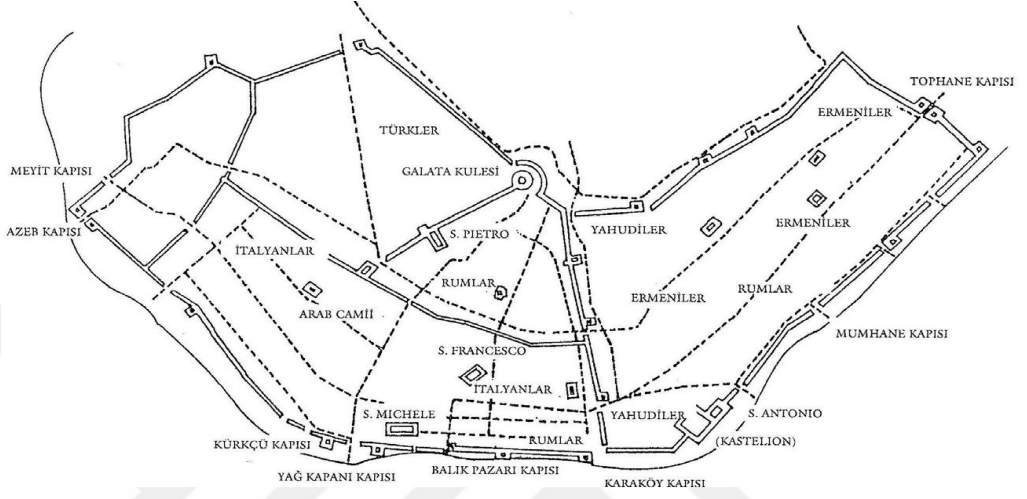 TOPHANE KAPISI
ERMENİLER
TÜRKLER
MEYİT KAPISI
GALATA KULESİ
AZEB KAPISI
YAHUDİLER
ERMENİLER
İTALYANLAR
S. PIETRO
RUMLAR
RUMLAR
ERMENİLER
ARAB CAMİİ
MUMHANE KAPISI
S. FRANCESCO
İTALYANLAR
S. MICHELE
YAHUDİLER
S. ANTONIO
(KASTELION)
KÜRKÇÜ KAPISI
RUMLAR
YAĞ KAPANI KAPISI
BALIK PAZARI KAPISI
KARAKÖY KAPISI